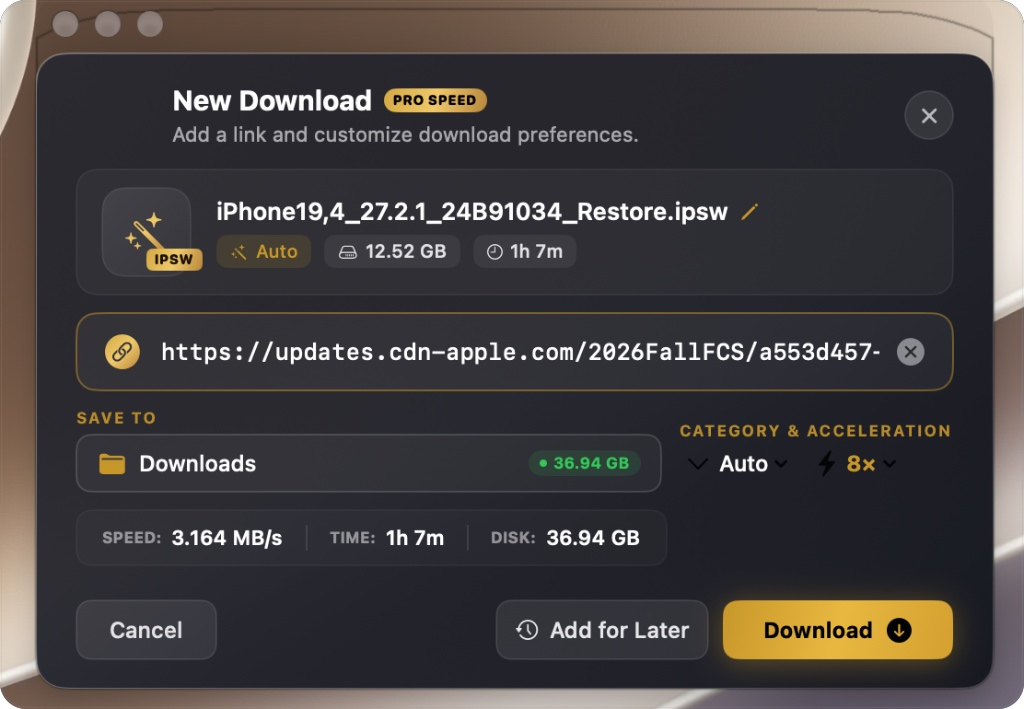 New Download PRO SPEED
Add a link and customize download preferences.
iPhone19,4_27.2.1_24B91034_Restore.ipsw
IPSW
Auto 12.52 GB 1h 7m
https://updates.cdn-apple.com/2026FallFCS/a553d457-
SAVE TO
Downloads 36.94 GB
CATEGORY & ACCELERATION
Auto 8×
SPEED: 3.164 MB/s TIME: 1h 7m DISK: 36.94 GB
Cancel Add for Later Download